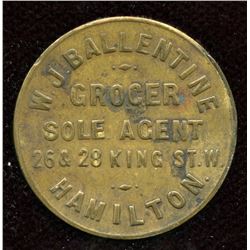 W. J. BALLENTINE
GROCER
SOLE AGENT
26 & 28 KING ST. W.
HAMILTON.